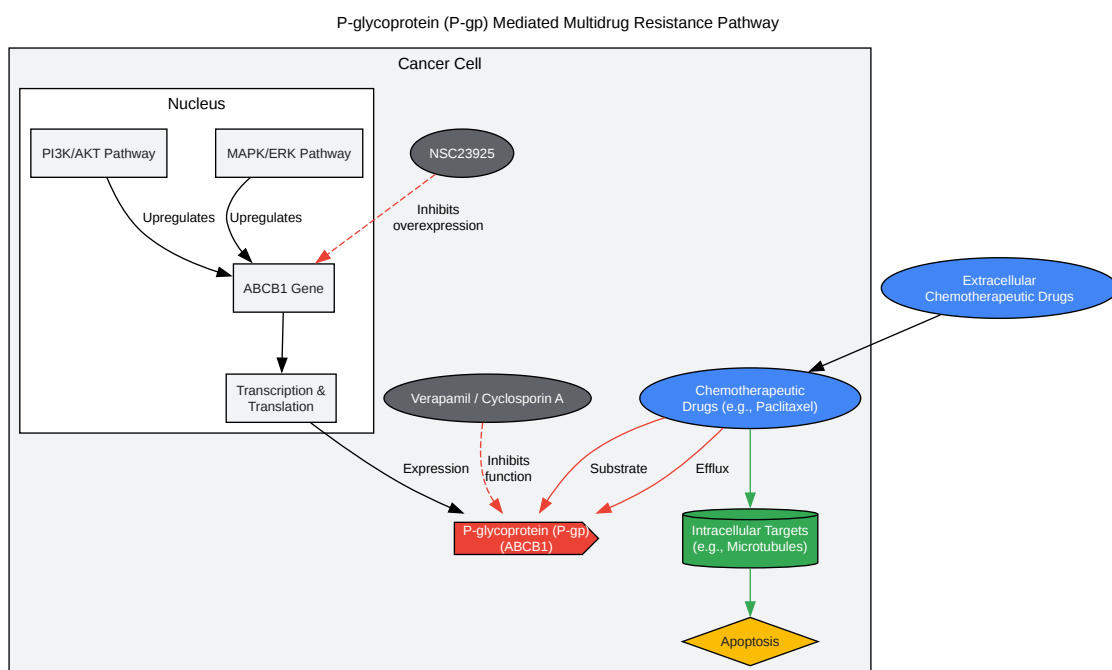 P-glycoprotein (P-gp) Mediated Multidrug Resistance Pathway
Cancer Cell
Nucleus
PI3K/AKT Pathway
MAPK/ERK Pathway
NSC23925
Upregulates
Upregulates
Inhibits
overexpression
ABCB1 Gene
Extracellular
Chemotherapeutic Drugs
Transcription &
Translation
Verapamil / Cyclosporin A
Chemotherapeutic
Drugs (e.g., Paclitaxel)
Expression
Inhibits
function
Substrate
Efflux
P-glycoprotein (P-gp)
(ABCB1)
Intracellular Targets
(e.g., Microtubules)
Apoptosis